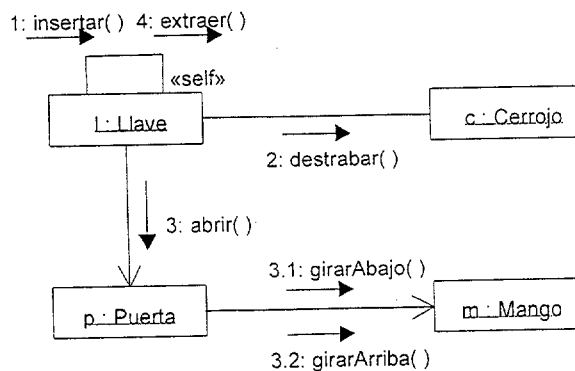 1: insertar( ) 4: extraer( )
«self»
l : Llave
c : Cerrojo
2: destrabar( )
3: abrir( )
3.1: girarAbajo( )
p : Puerta
m : Mango
3.2: girarArriba( )